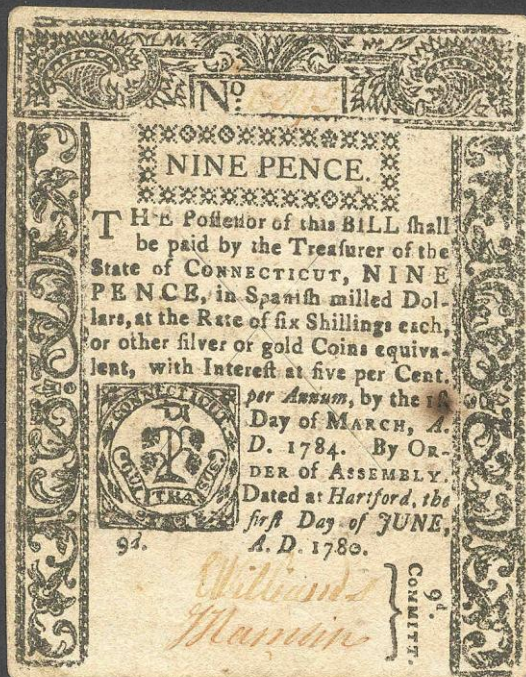 No.
NINE PENCE.
THE Poſſeſſor of this BILL ſhall
be paid by the Treaſurer of the
State of CONNECTICUT, NINE
PENCE, in Spaniſh milled Dol-
lars, at the Rate of ſix Shillings each,
or other ſilver or gold Coins equiva-
lent, with Intereſt at five per Cent.
per Annum, by the 1ſt
Day of MARCH, A.
D. 1784. By OR-
DER of ASSEMBLY.
Dated at Hartford, the
firſt Day of JUNE,
A. D. 1780.
CONNECTICUT
9d.
EWilliams
JHamlin
9d.
COMMITT.